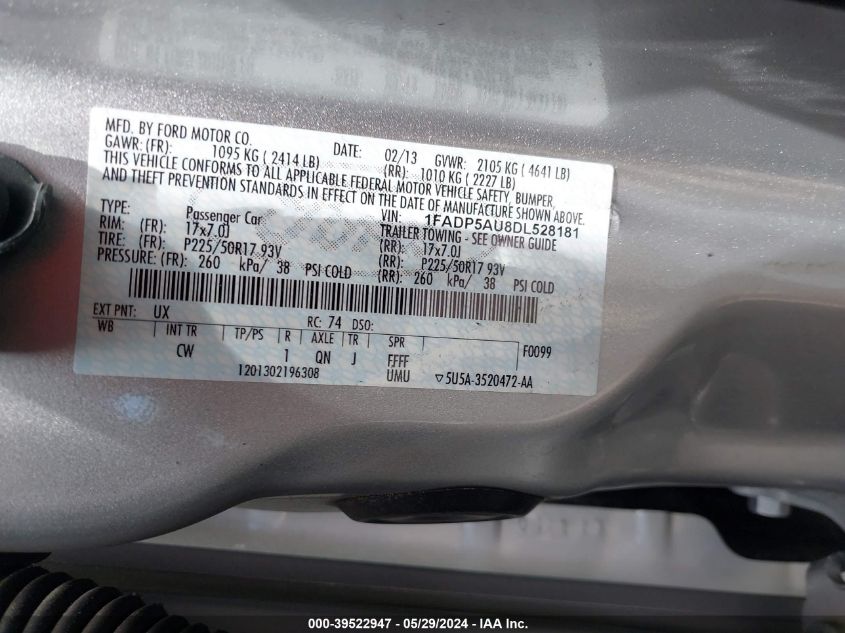 MFD. BY FORD MOTOR CO. DATE: 02/13 GVWR: 2105 KG ( 4641 LB)
GAWR: (FR): 1095 KG ( 2414 LB) (RR): 1010 KG ( 2227 LB)
THIS VEHICLE CONFORMS TO ALL APPLICABLE FEDERAL MOTOR VEHICLE SAFETY, BUMPER,
AND THEFT PREVENTION STANDARDS IN EFFECT ON THE DATE OF MANUFACTURE SHOWN ABOVE.
VIN: 1FADP5AU8DL528181
TYPE: Passenger Car TRAILER TOWING - SEE OWNER GUIDE
RIM: (FR): 17x7.0J (RR): 17x7.0J
TIRE: (FR): P225/50R17 93V (RR): P225/50R17 93V
PRESSURE: (FR): 260 kPa/ 38 PSI COLD (RR): 260 kPa/ 38 PSI COLD
EXT PNT: UX RC: 74 DSO:
WB INT TR TP/PS R AXLE TR SPR F0099
CW 1 QN J FFFF
1201302196308 UMU ▽5U5A-3520472-AA
000-39522947 - 05/29/2024 - IAA Inc.